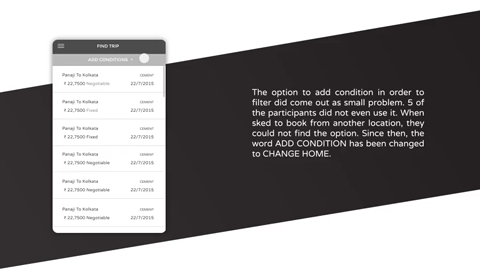 FIND TRIP
ADD CONDITIONS +
Panaji To Kolkata CEMENT
₹ 22,7500 Negotiable 22/7/2015
Panaji To Kolkata CEMENT
₹ 22,7500 Fixed 22/7/2015
Panaji To Kolkata CEMENT
₹ 22,7500 Fixed 22/7/2015
Panaji To Kolkata CEMENT
₹ 22,7500 Negotiable 22/7/2015
Panaji To Kolkata CEMENT
₹ 22,7500 Negotiable 22/7/2015
Panaji To Kolkata CEMENT
₹ 22,7500 Negotiable 22/7/2015
The option to add condition in order to
filter did come out as small problem. 5 of
the participants did not even use it. When
sked to book from another location, they
could not find the option. Since then, the
word ADD CONDITION has been changed
to CHANGE HOME.